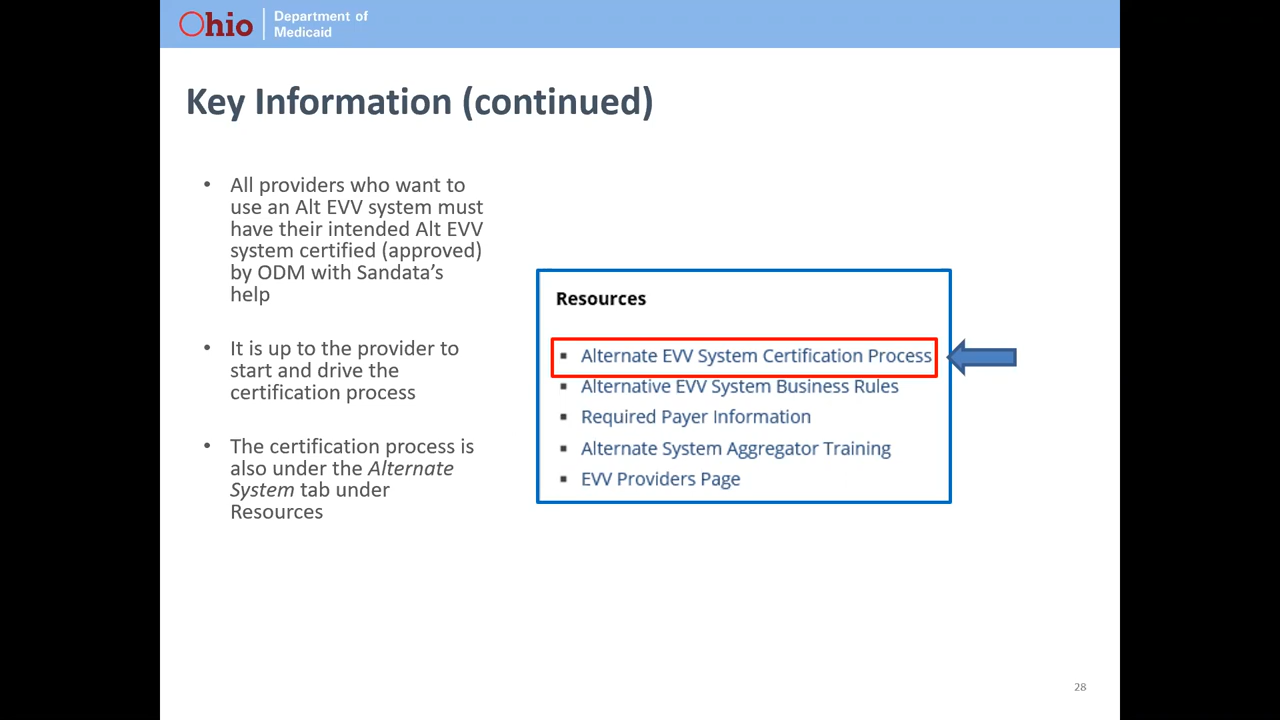 Ohio
Department of
Medicaid
Key Information (continued)
• All providers who want to
use an Alt EVV system must
have their intended Alt EVV
system certified (approved)
by ODM with Sandata’s
help
• It is up to the provider to
start and drive the
certification process
• The certification process is
also under the Alternate
System tab under
Resources
Resources
▪ Alternate EVV System Certification Process
▪ Alternative EVV System Business Rules
▪ Required Payer Information
▪ Alternate System Aggregator Training
▪ EVV Providers Page
28